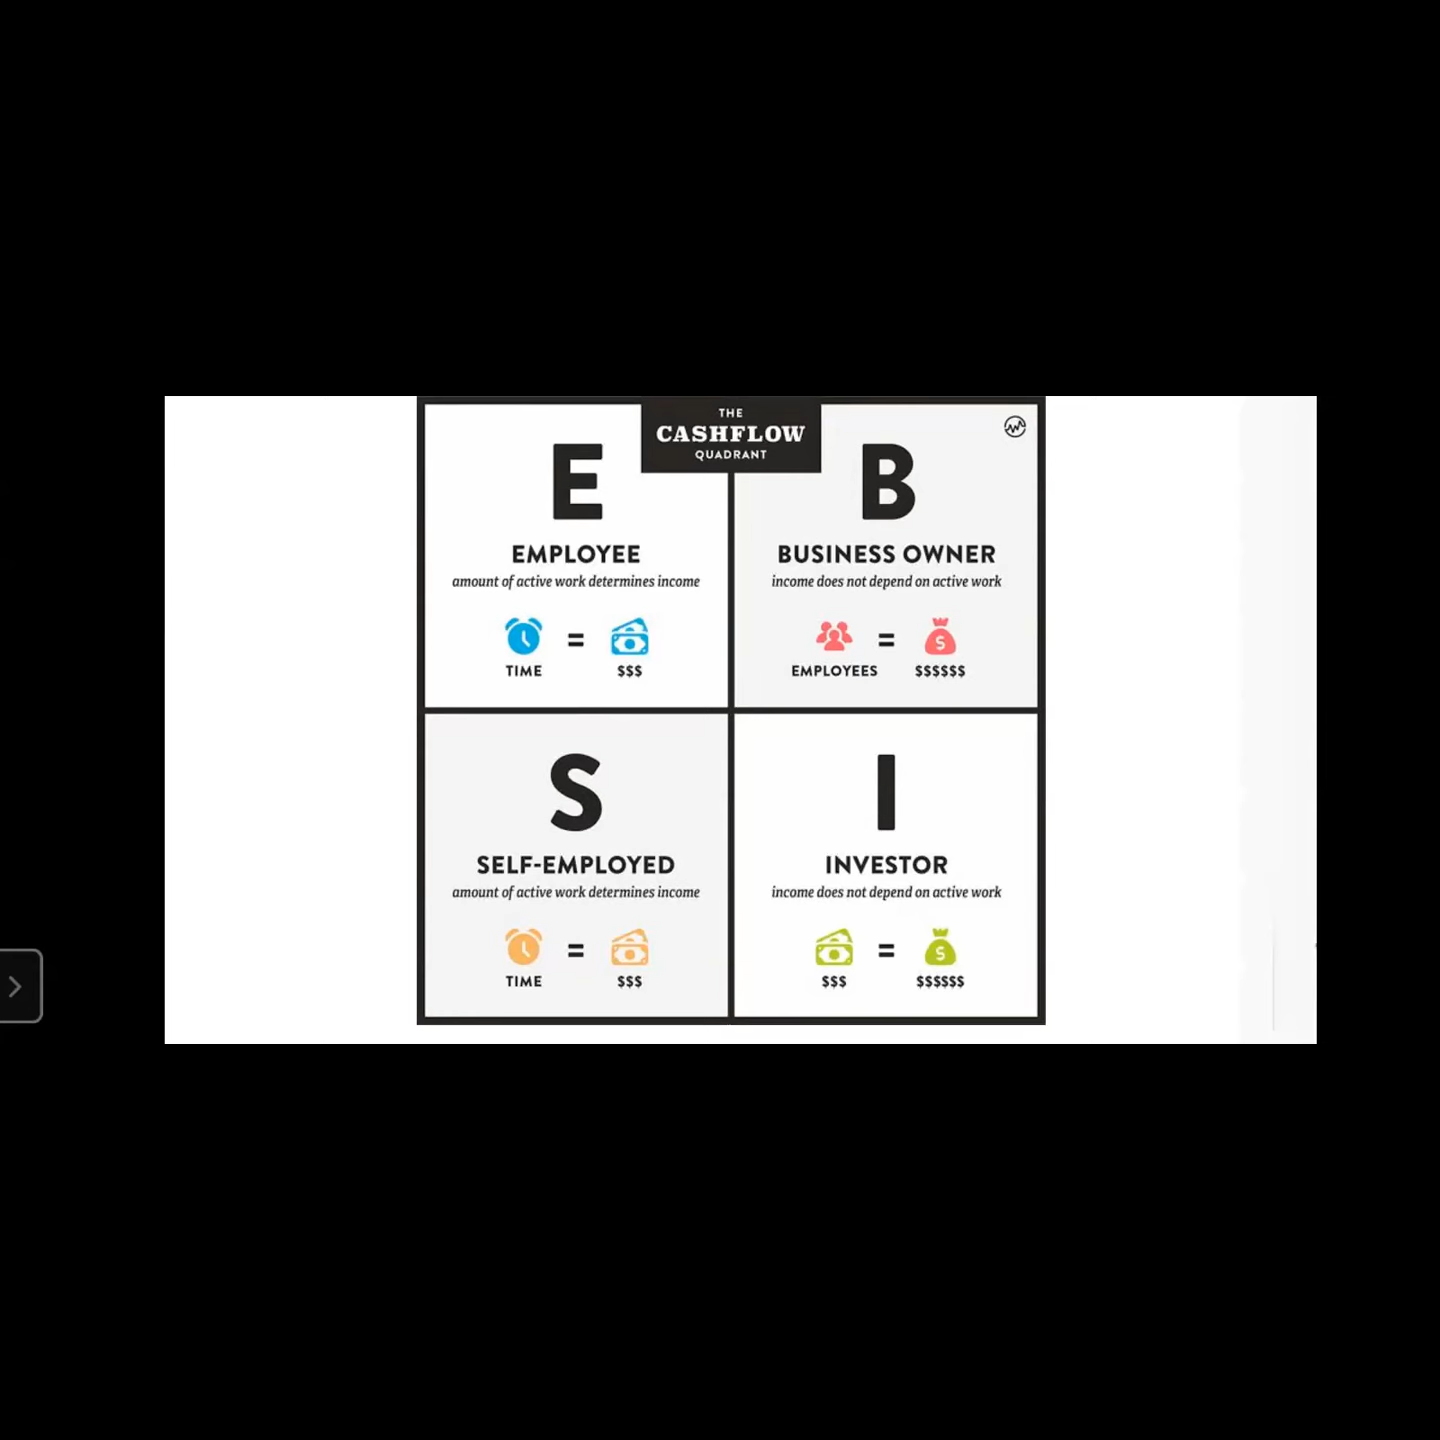 THE
CASHFLOW
QUADRANT
E
EMPLOYEE
amount of active work determines income
=
TIME
$$$
B
BUSINESS OWNER
income does not depend on active work
$
=
EMPLOYEES
$$$$$$
S
SELF-EMPLOYED
amount of active work determines income
=
TIME
$$$
I
INVESTOR
income does not depend on active work
$
=
$$$
$$$$$$